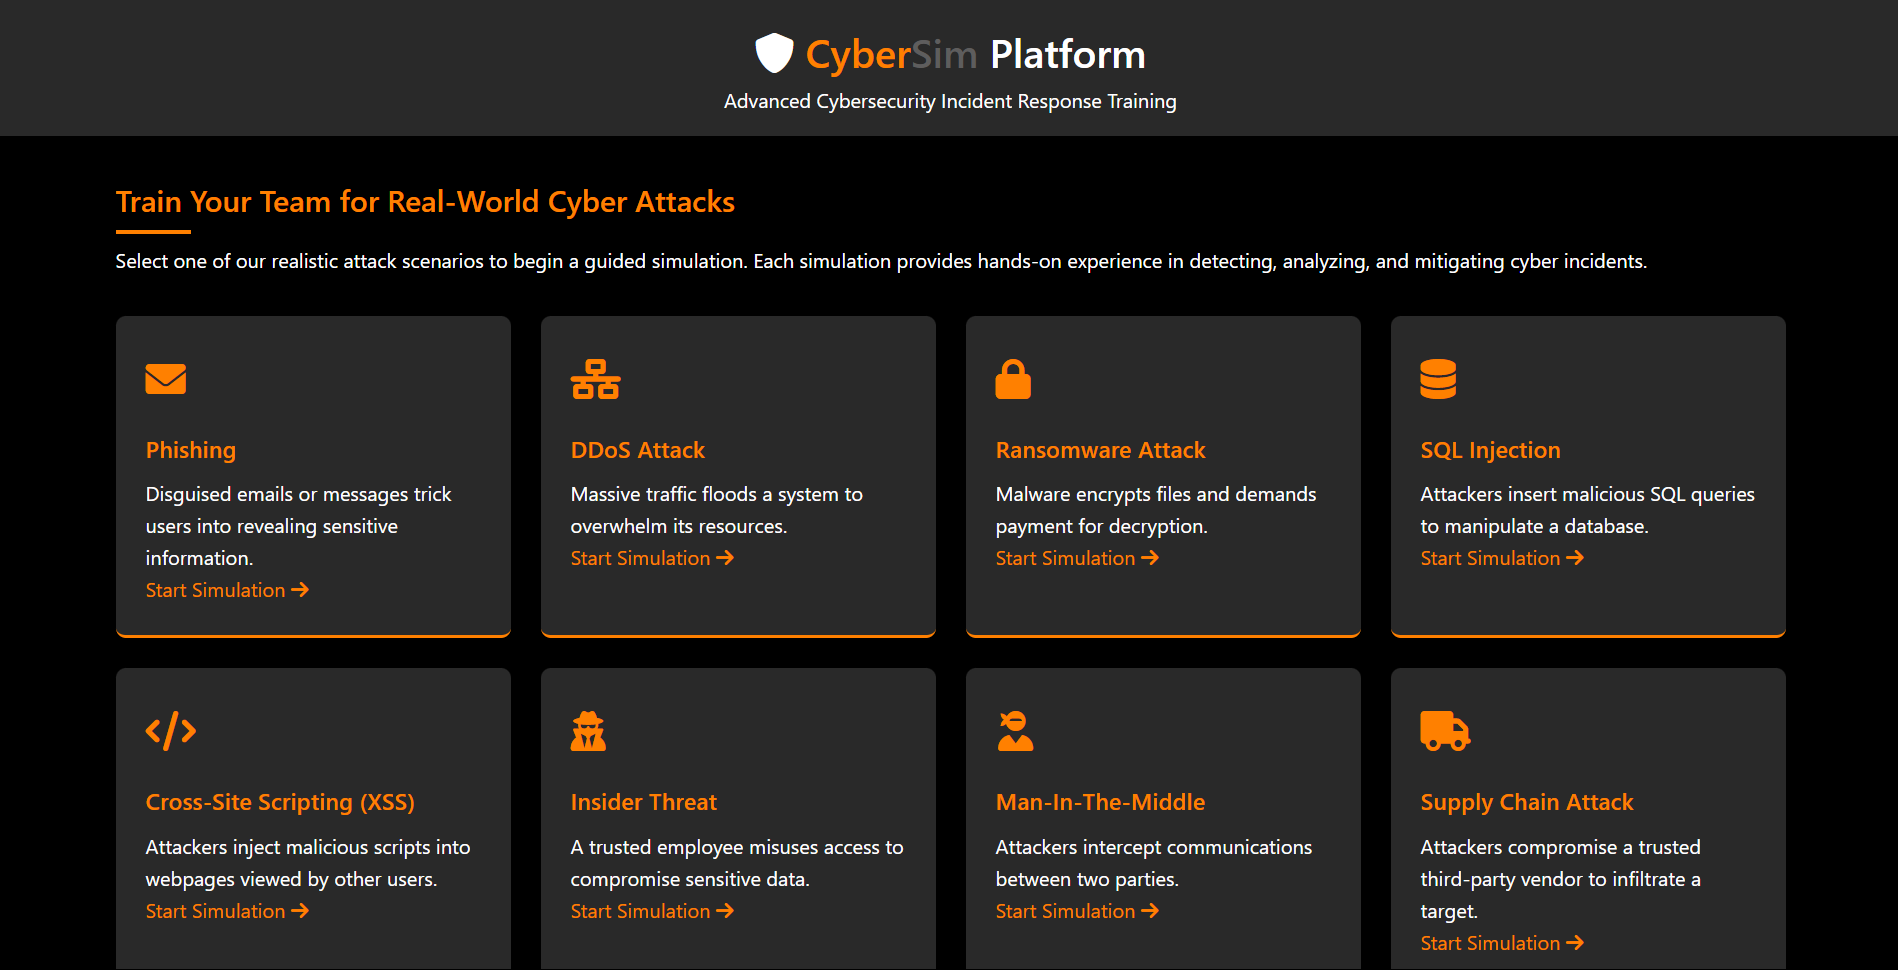 CyberSim Platform
Advanced Cybersecurity Incident Response Training
Train Your Team for Real-World Cyber Attacks
Select one of our realistic attack scenarios to begin a guided simulation. Each simulation provides hands-on experience in detecting, analyzing, and mitigating cyber incidents.
Phishing
Disguised emails or messages trick
users into revealing sensitive
information.
Start Simulation →
DDoS Attack
Massive traffic floods a system to
overwhelm its resources.
Start Simulation →
Ransomware Attack
Malware encrypts files and demands
payment for decryption.
Start Simulation →
SQL Injection
Attackers insert malicious SQL queries
to manipulate a database.
Start Simulation →
Cross-Site Scripting (XSS)
Attackers inject malicious scripts into
webpages viewed by other users.
Start Simulation →
Insider Threat
A trusted employee misuses access to
compromise sensitive data.
Start Simulation →
Man-In-The-Middle
Attackers intercept communications
between two parties.
Start Simulation →
Supply Chain Attack
Attackers compromise a trusted
third-party vendor to infiltrate a
target.
Start Simulation →